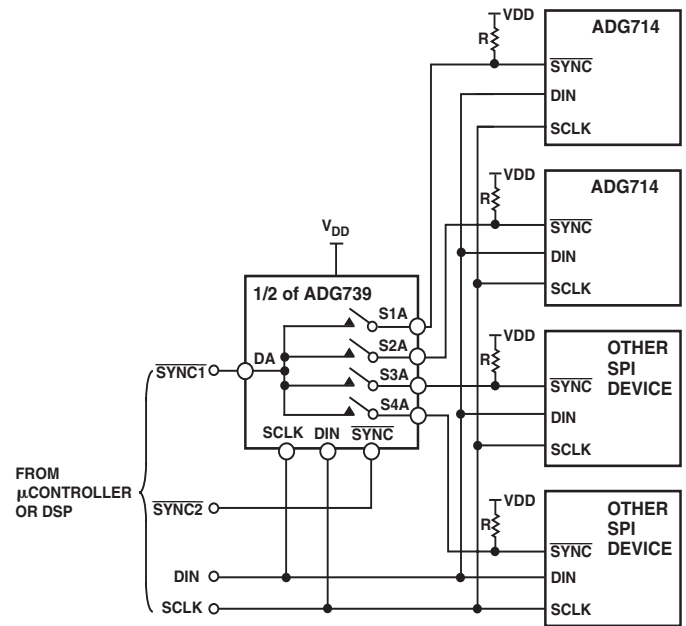 VDD
R
ADG714
SYNC
DIN
SCLK
VDD
R
ADG714
SYNC
DIN
SCLK
VDD
1/2 of ADG739
S1A
S2A
S3A
S4A
DA
SCLK DIN SYNC
SYNC1
VDD
R
OTHER
SPI
DEVICE
SYNC
DIN
SCLK
FROM
μCONTROLLER
OR DSP
SYNC2
DIN
SCLK
VDD
R
OTHER
SPI
DEVICE
SYNC
DIN
SCLK